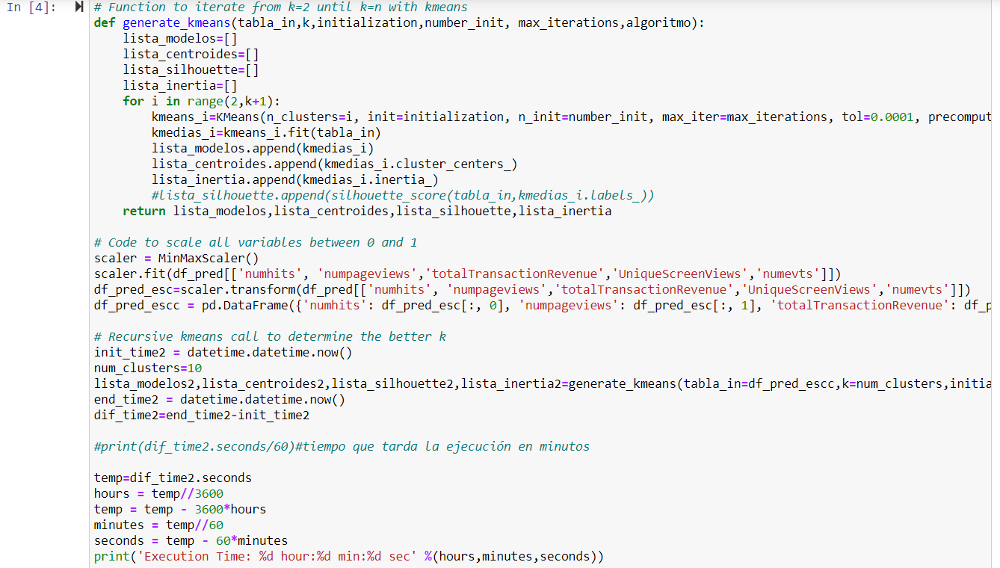 In [4]:
# Function to iterate from k=2 until k=n with kmeans
def generate_kmeans(tabla_in,k,initialization,number_init, max_iterations,algoritmo):
    lista_modelos=[]
    lista_centroides=[]
    lista_silhouette=[]
    lista_inertia=[]
    for i in range(2,k+1):
        kmeans_i=KMeans(n_clusters=i, init=initialization, n_init=number_init, max_iter=max_iterations, tol=0.0001, precomput
        kmedias_i=kmeans_i.fit(tabla_in)
        lista_modelos.append(kmedias_i)
        lista_centroides.append(kmedias_i.cluster_centers_)
        lista_inertia.append(kmedias_i.inertia_)
        #lista_silhouette.append(silhouette_score(tabla_in,kmedias_i.labels_))
    return lista_modelos,lista_centroides,lista_silhouette,lista_inertia
# Code to scale all variables between 0 and 1
scaler = MinMaxScaler()
scaler.fit(df_pred[['numhits', 'numpageviews','totalTransactionRevenue','UniqueScreenViews','numevts']])
df_pred_esc=scaler.transform(df_pred[['numhits', 'numpageviews','totalTransactionRevenue','UniqueScreenViews','numevts']])
df_pred_escc = pd.DataFrame({'numhits': df_pred_esc[:, 0], 'numpageviews': df_pred_esc[:, 1], 'totalTransactionRevenue': df_p
# Recursive kmeans call to determine the better k
init_time2 = datetime.datetime.now()
num_clusters=10
lista_modelos2,lista_centroides2,lista_silhouette2,lista_inertia2=generate_kmeans(tabla_in=df_pred_escc,k=num_clusters,initia
end_time2 = datetime.datetime.now()
dif_time2=end_time2-init_time2
#print(dif_time2.seconds/60)#tiempo que tarda la ejecución en minutos
temp=dif_time2.seconds
hours = temp//3600
temp = temp - 3600*hours
minutes = temp//60
seconds = temp - 60*minutes
print('Execution Time: %d hour:%d min:%d sec' %(hours,minutes,seconds))